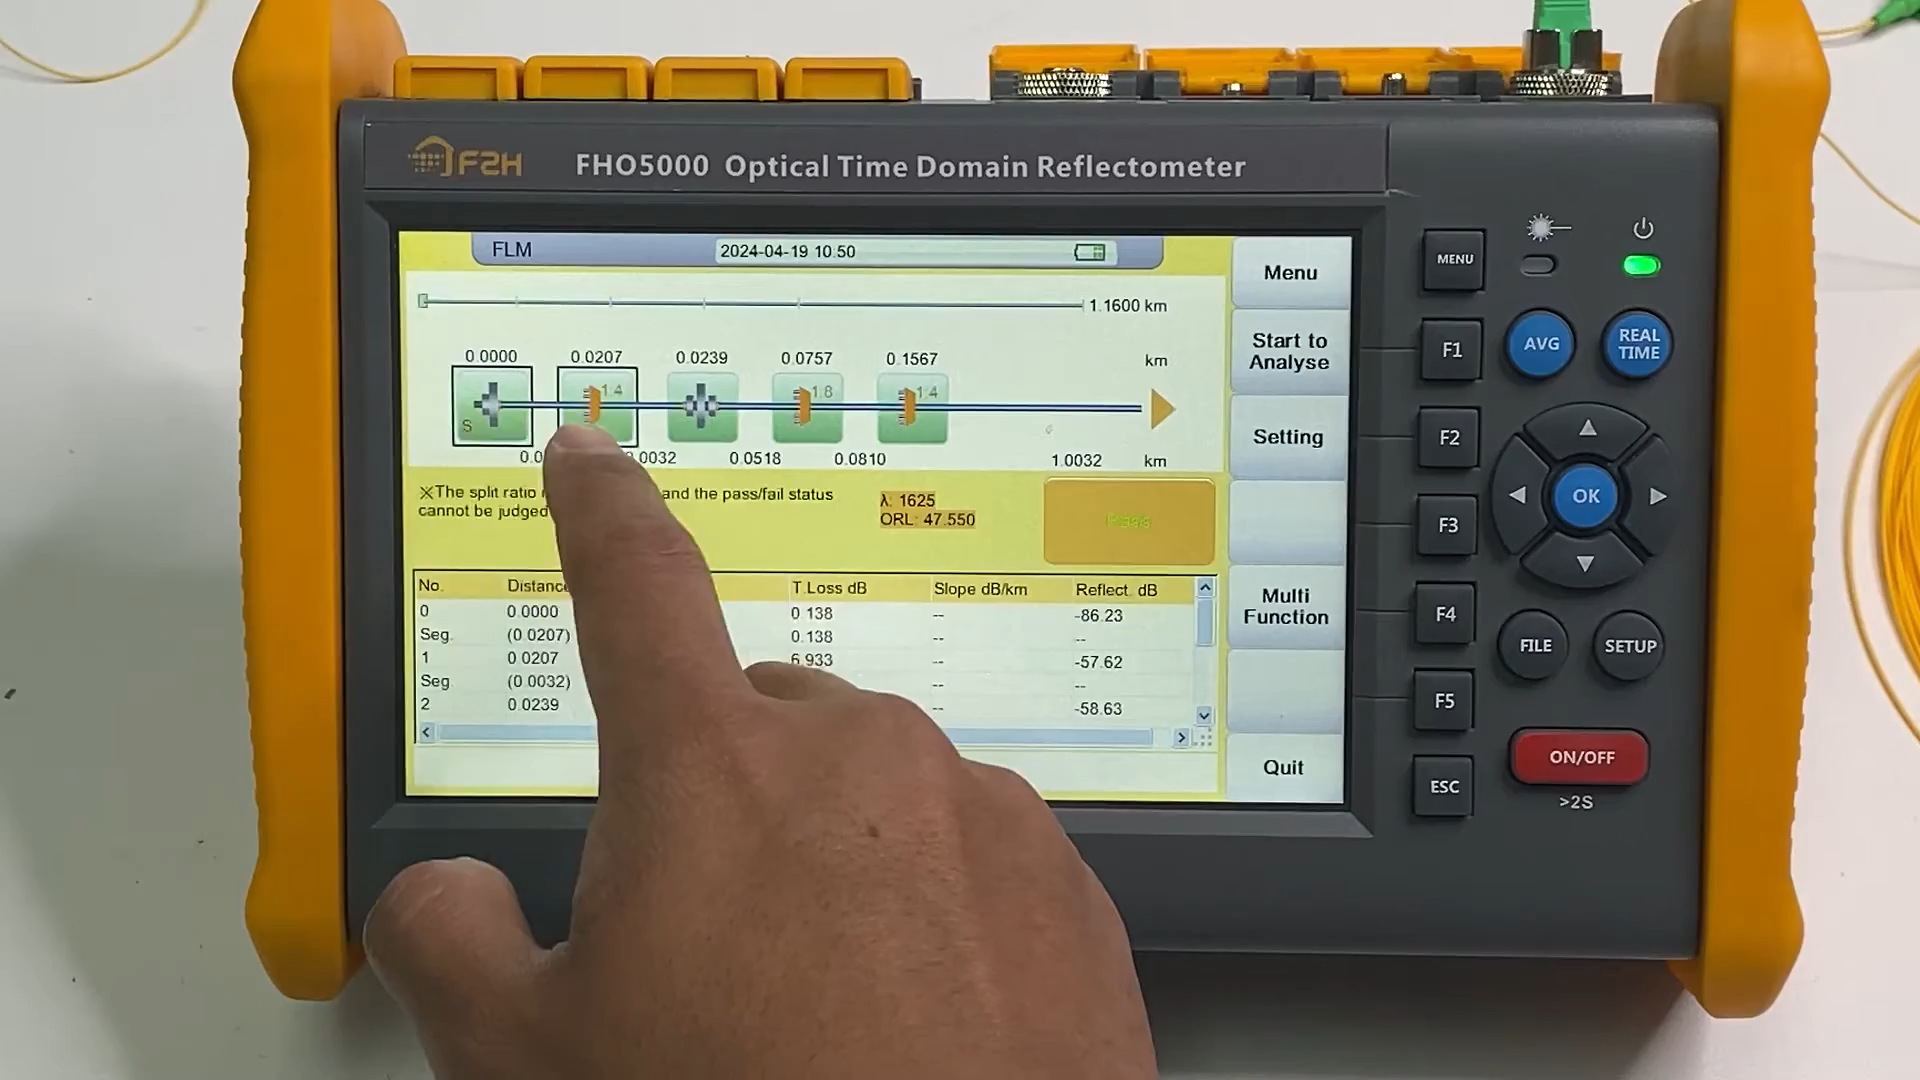 F2H
FHO5000 Optical Time Domain Reflectometer
FLM
2024-04-19 10:50
1.1600 km
0.0000 0.0207 0.0239 0.0757 0.1567 km
1:4 1:8 1:4
S
0.0032 0.0518 0.0810 1.0032 km
※The split ratio and the pass/fail status
cannot be judged
λ: 1625
ORL: 47.550
Pass
No. Distance T.Loss dB Slope dB/km Reflect. dB
0 0.0000 0.138 -- -86.23
Seg. (0.0207) 0.138 -- --
1 0.0207 6.933 -- -57.62
Seg. (0.0032) -- --
2 0.0239 -- -58.63
Menu
Start to
Analyse
Setting
Multi
Function
Quit
MENU
F1
F2
F3
F4
F5
ESC
AVG
REAL
TIME
OK
FILE
SETUP
ON/OFF
>2S